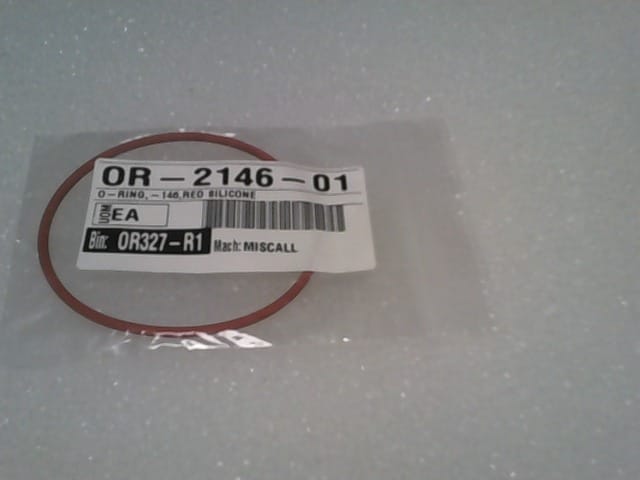 OR-2146-01
O-RING,-146,RED SILICONE
UOM EA
Bin: OR327-R1 Mach: MISCALL